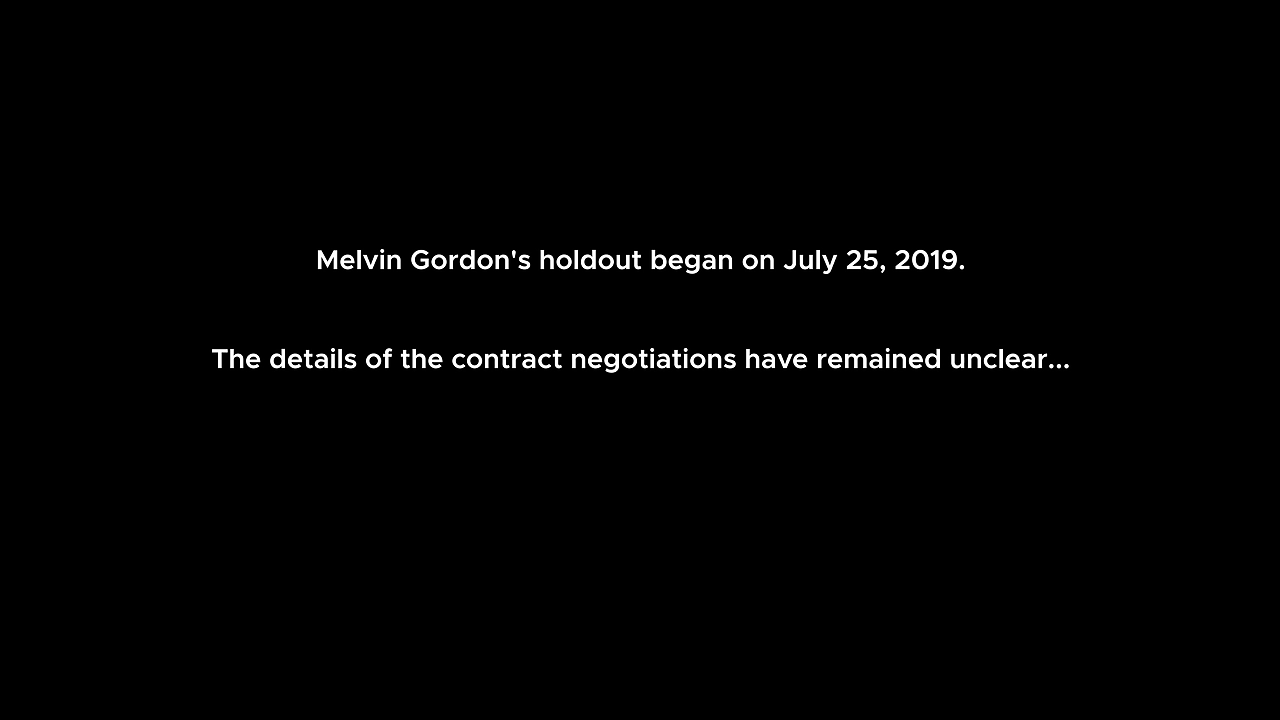 Melvin Gordon's holdout began on July 25, 2019.
The details of the contract negotiations have remained unclear...